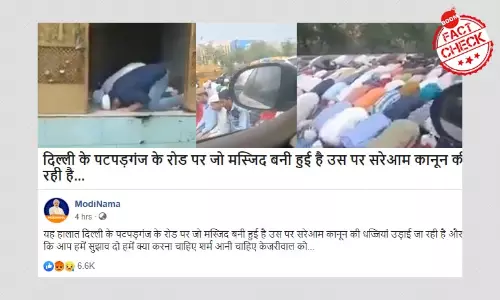 BOOM
FACT
CHECK
दिल्ली के पटपड़गंज के रोड पर जो मस्जिद बनी हुई है उस पर सरेआम कानून की
रही है...
ModiNama
4 hrs ·
यह हालात दिल्ली के पटपड़गंज के रोड पर जो मस्जिद बनी हुई है उस पर सरेआम कानून की धज्जियां उड़ाई जा रही है और
कि आप हमें सुझाव दो हमें क्या करना चाहिए शर्म आनी चाहिए केजरीवाल को...
6.6K